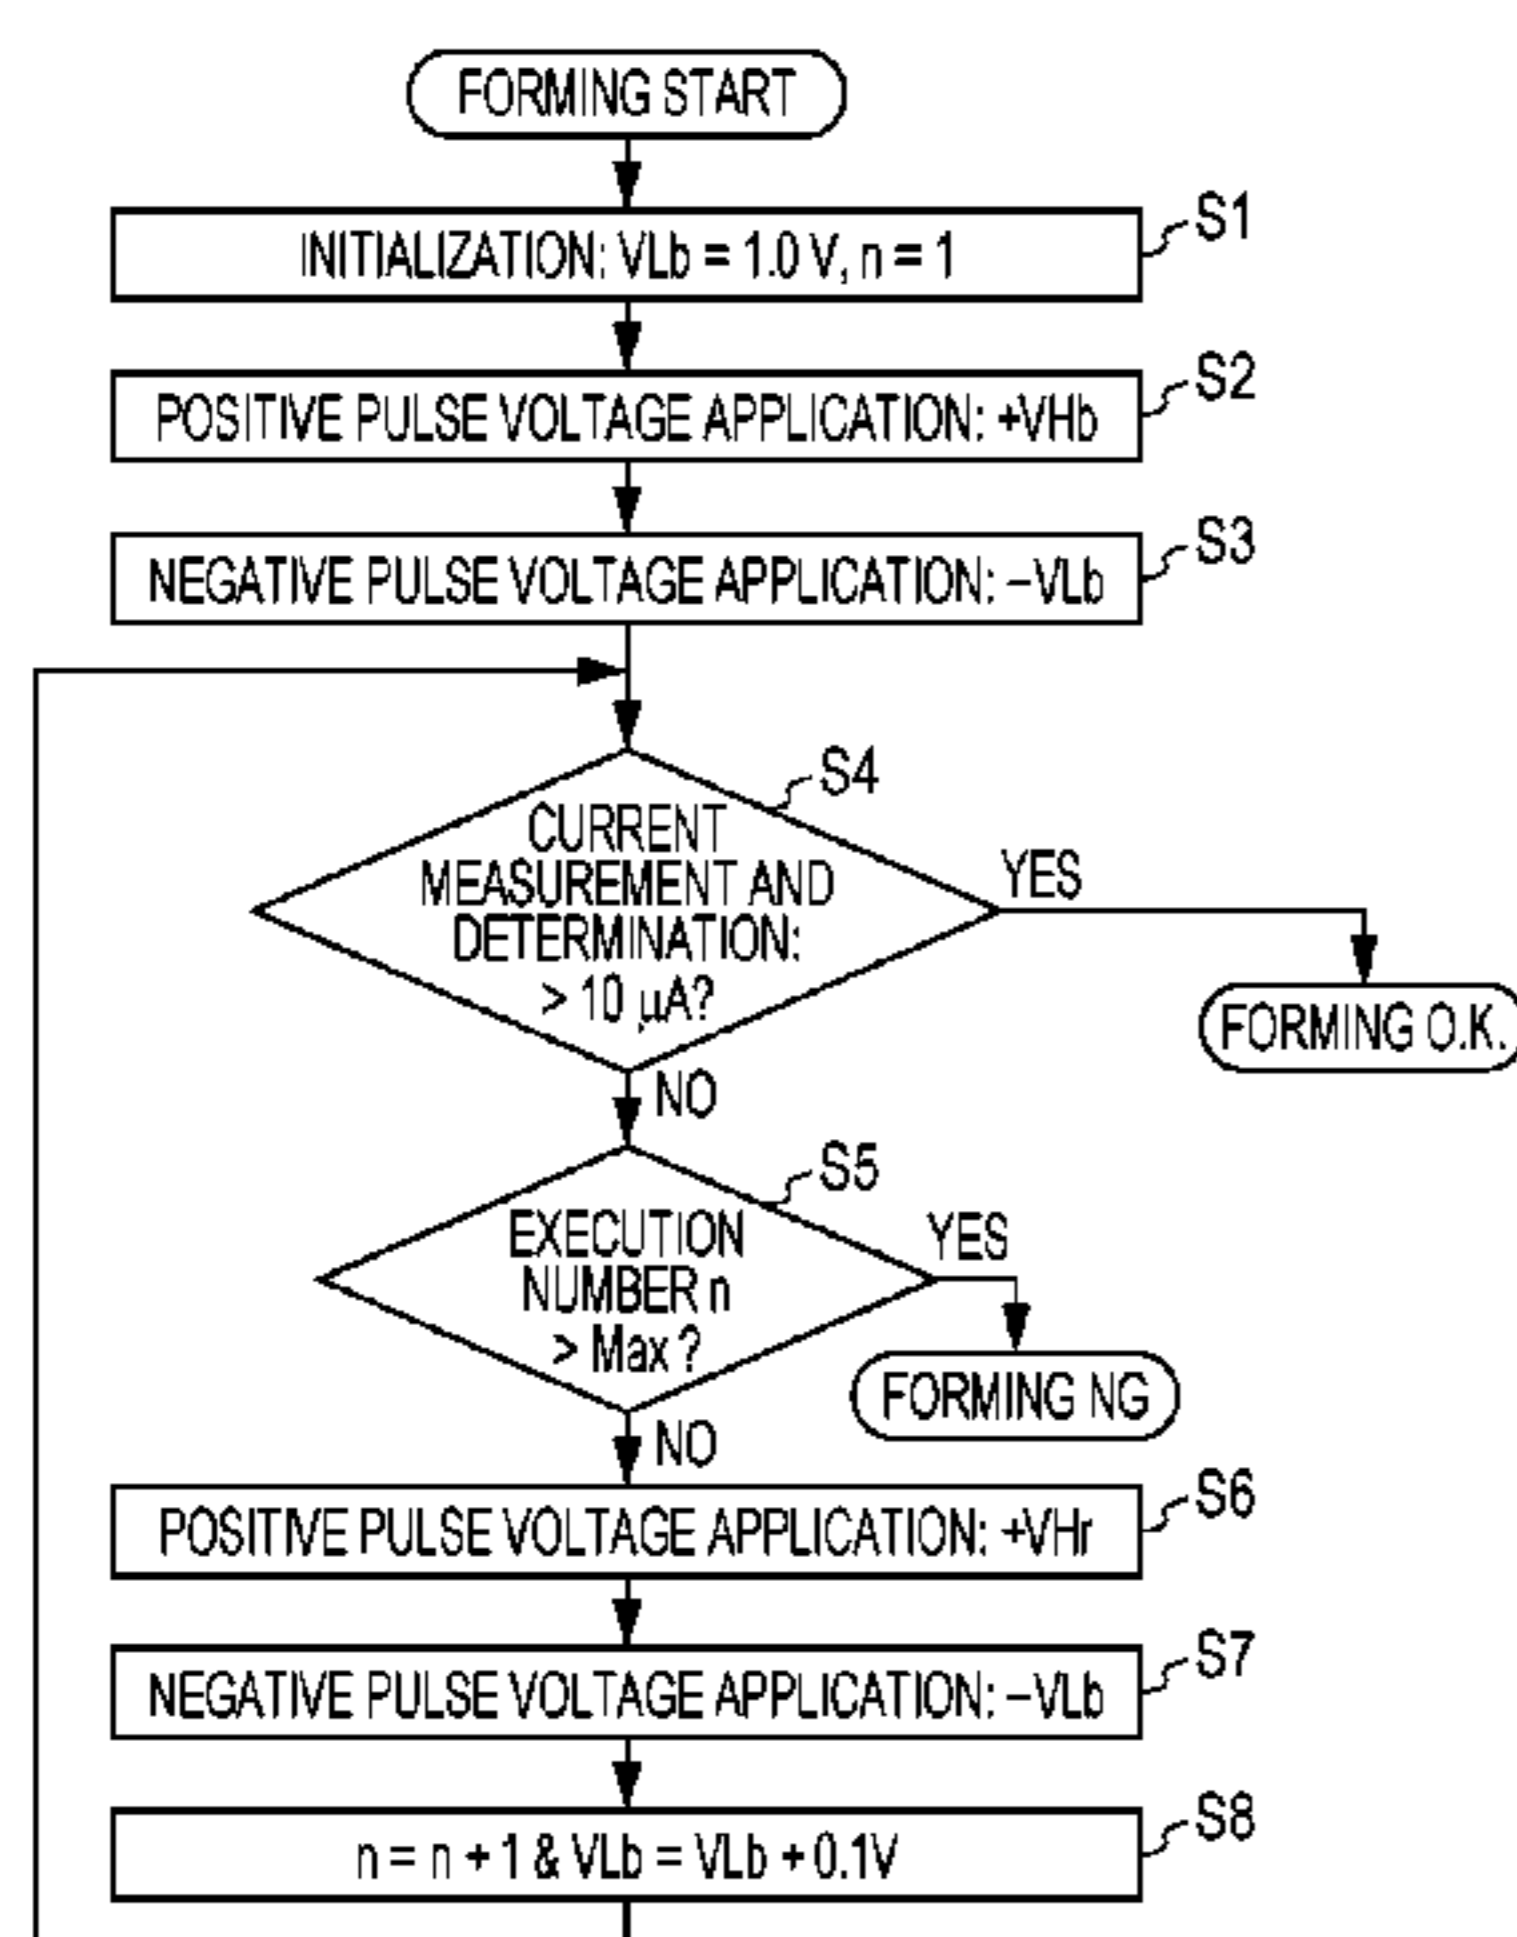 FORMING START
S1
INITIALIZATION: VLb = 1.0 V, n = 1
S2
POSITIVE PULSE VOLTAGE APPLICATION: +VHb
S3
NEGATIVE PULSE VOLTAGE APPLICATION: –VLb
S4
CURRENT
MEASUREMENT AND
DETERMINATION:
> 10 µA?
YES
FORMING O.K.
NO
S5
EXECUTION
NUMBER n
> Max ?
YES
FORMING NG
NO
S6
POSITIVE PULSE VOLTAGE APPLICATION: +VHr
S7
NEGATIVE PULSE VOLTAGE APPLICATION: –VLb
S8
n = n + 1 & VLb = VLb + 0.1V